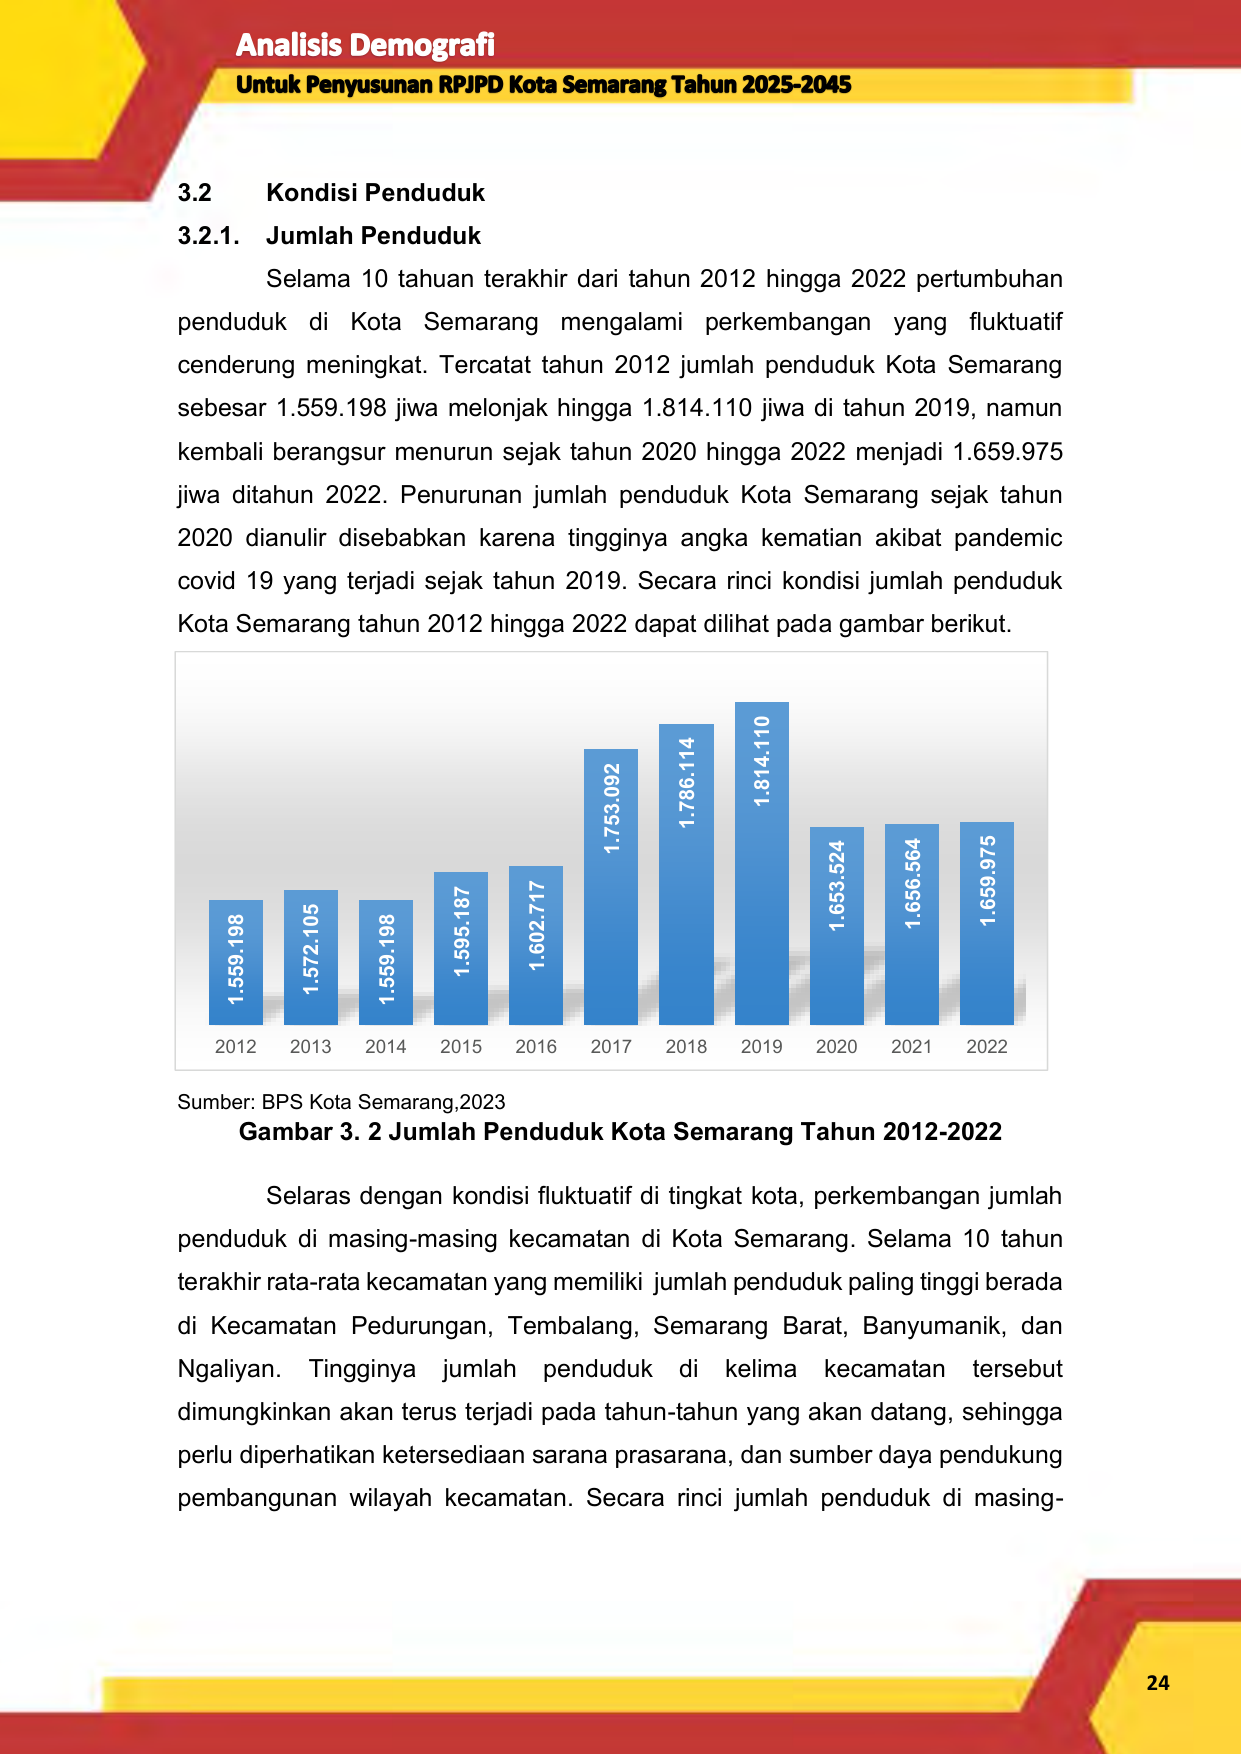 Analisis Demografi
Untuk Penyusunan RPJPD Kota Semarang Tahun 2025-2045
3.2 Kondisi Penduduk
3.2.1. Jumlah Penduduk
Selama 10 tahuan terakhir dari tahun 2012 hingga 2022 pertumbuhan
penduduk di Kota Semarang mengalami perkembangan yang fluktuatif
cenderung meningkat. Tercatat tahun 2012 jumlah penduduk Kota Semarang
sebesar 1.559.198 jiwa melonjak hingga 1.814.110 jiwa di tahun 2019, namun
kembali berangsur menurun sejak tahun 2020 hingga 2022 menjadi 1.659.975
jiwa ditahun 2022. Penurunan jumlah penduduk Kota Semarang sejak tahun
2020 dianulir disebabkan karena tingginya angka kematian akibat pandemic
covid 19 yang terjadi sejak tahun 2019. Secara rinci kondisi jumlah penduduk
Kota Semarang tahun 2012 hingga 2022 dapat dilihat pada gambar berikut.
1.559.198 1.572.105 1.559.198 1.595.187 1.602.717 1.753.092 1.786.114 1.814.110 1.653.524 1.656.564 1.659.975
2012 2013 2014 2015 2016 2017 2018 2019 2020 2021 2022
Sumber: BPS Kota Semarang,2023
Gambar 3. 2 Jumlah Penduduk Kota Semarang Tahun 2012-2022
Selaras dengan kondisi fluktuatif di tingkat kota, perkembangan jumlah
penduduk di masing-masing kecamatan di Kota Semarang. Selama 10 tahun
terakhir rata-rata kecamatan yang memiliki jumlah penduduk paling tinggi berada
di Kecamatan Pedurungan, Tembalang, Semarang Barat, Banyumanik, dan
Ngaliyan. Tingginya jumlah penduduk di kelima kecamatan tersebut
dimungkinkan akan terus terjadi pada tahun-tahun yang akan datang, sehingga
perlu diperhatikan ketersediaan sarana prasarana, dan sumber daya pendukung
pembangunan wilayah kecamatan. Secara rinci jumlah penduduk di masing-
24